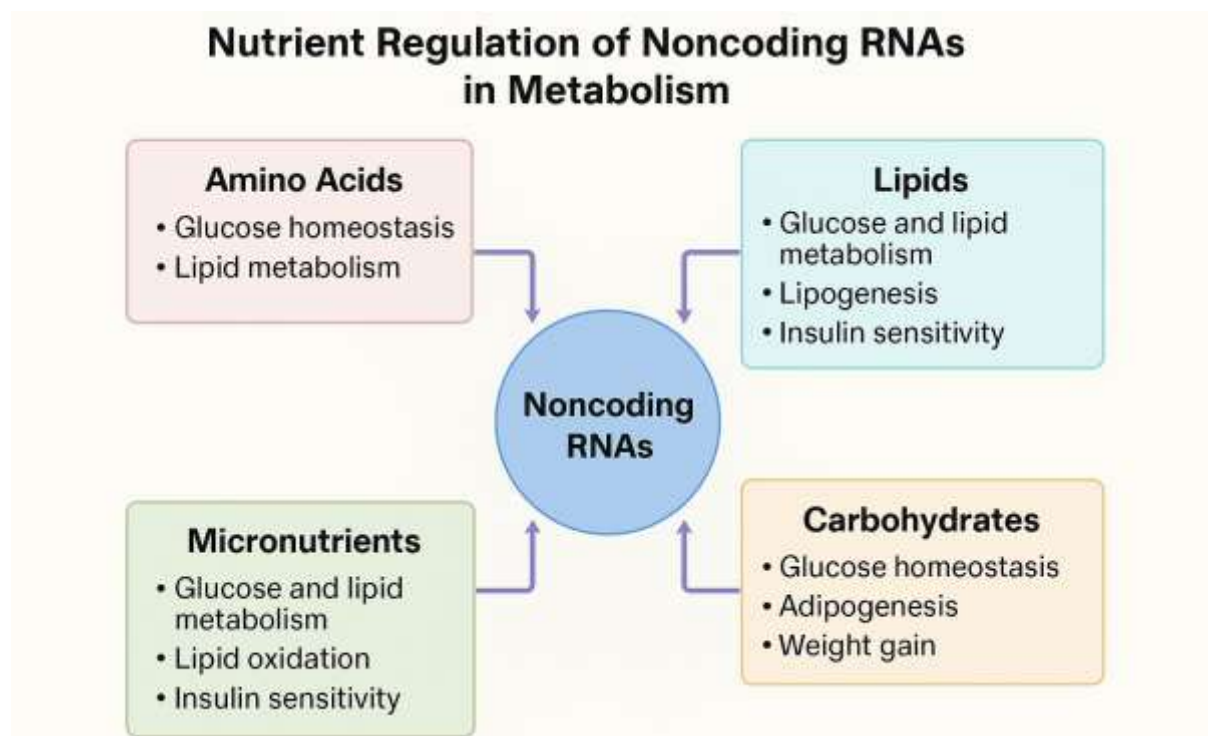 Nutrient Regulation of Noncoding RNAs
in Metabolism
Amino Acids
• Glucose homeostasis
• Lipid metabolism
Lipids
• Glucose and lipid
metabolism
• Lipogenesis
• Insulin sensitivity
Noncoding
RNAs
Micronutrients
• Glucose and lipid
metabolism
• Lipid oxidation
• Insulin sensitivity
Carbohydrates
• Glucose homeostasis
• Adipogenesis
• Weight gain